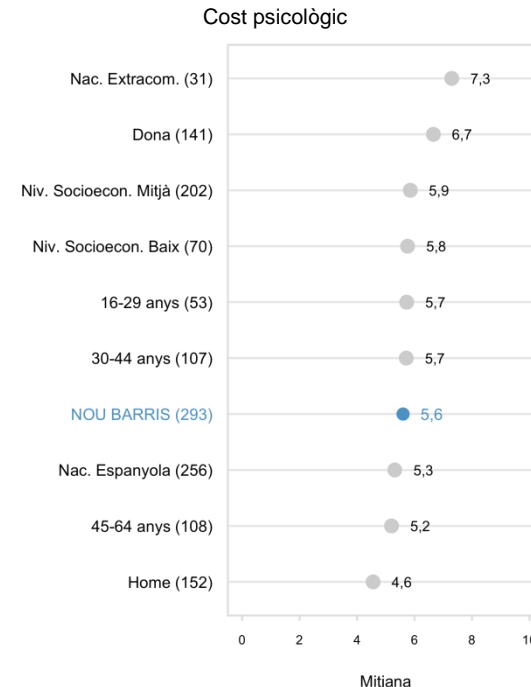 Cost psicològic
Nac. Extracom. (31) 7,3
Dona (141) 6,7
Niv. Socioecon. Mitjà (202) 5,9
Niv. Socioecon. Baix (70) 5,8
16-29 anys (53) 5,7
30-44 anys (107) 5,7
NOU BARRIS (293) 5,6
Nac. Espanyola (256) 5,3
45-64 anys (108) 5,2
Home (152) 4,6
0 2 4 6 8 10
Mitjana